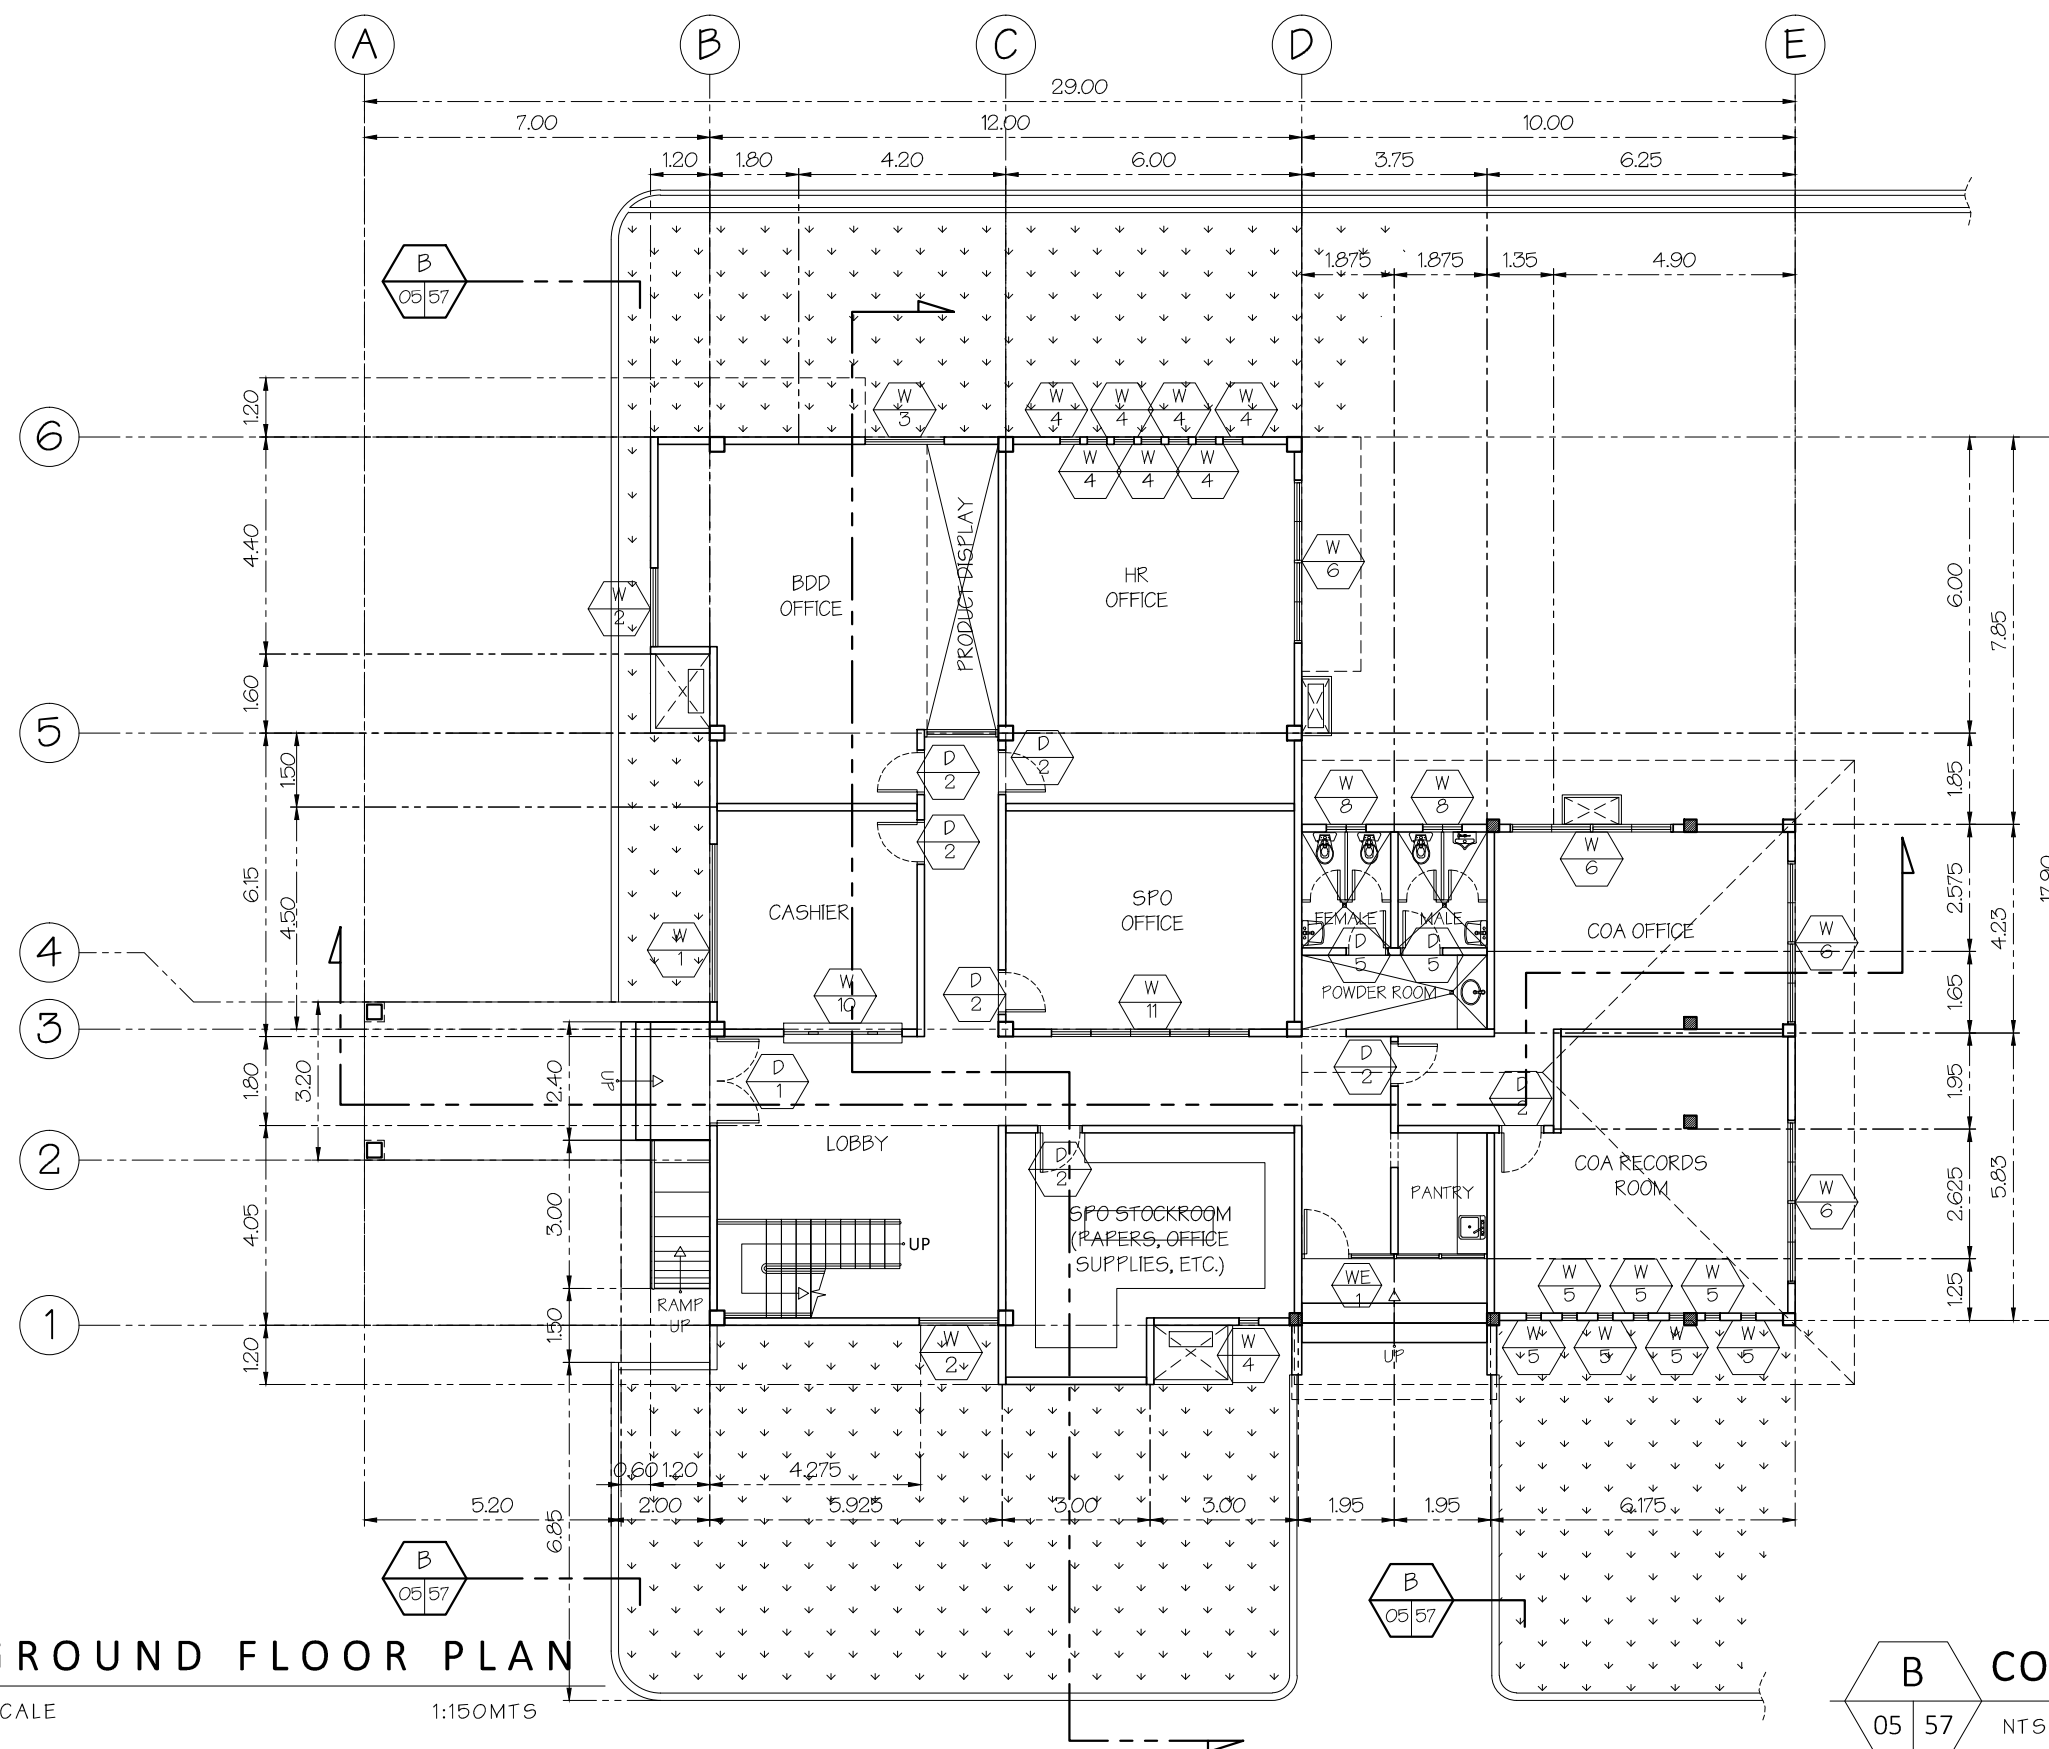 A B C D E
29.00
7.00 12.00 10.00
1.20 1.80 4.20 6.00 3.75 6.25
1.875 1.875 1.35 4.90
B
05 57
6
5
4
3
2
1
1.20
4.40
1.60
6.15
1.80
4.05
1.20
1.50
4.50
3.20
2.40
3.00
1.50
6.85
W
3
W
4
W
4
W
4
W
4
W
4
W
4
W
4
W
6
W
2
BDD
OFFICE
PRODUCT DISPLAY
HR
OFFICE
D
2
D
2
D
2
W
8
W
8
W
6
CASHIER
SPO
OFFICE
FEMALE
MALE
COA OFFICE
W
1
W
10
D
2
W
11
D
5
D
5
W
6
POWDER ROOM
UP
D
1
D
2
D
2
LOBBY
D
2
COA RECORDS
ROOM
PANTRY
W
6
SPO STOCKROOM
(PAPERS, OFFICE
SUPPLIES, ETC.)
UP
RAMP
UP
WE
1
W
5
W
5
W
5
W
2
W
4
UP
W
5
W
5
W
5
W
5
6.00
1.85
2.575
1.65
1.95
2.625
1.25
7.85
4.23
5.83
17.90
0.60 1.20 4.275
5.20 2.00 5.925 3.00 3.00 1.95 1.95 6.175
B
05 57
B
05 57
GROUND FLOOR PLAN
CALE 1:150MTS
B
05 57
CO
NTS